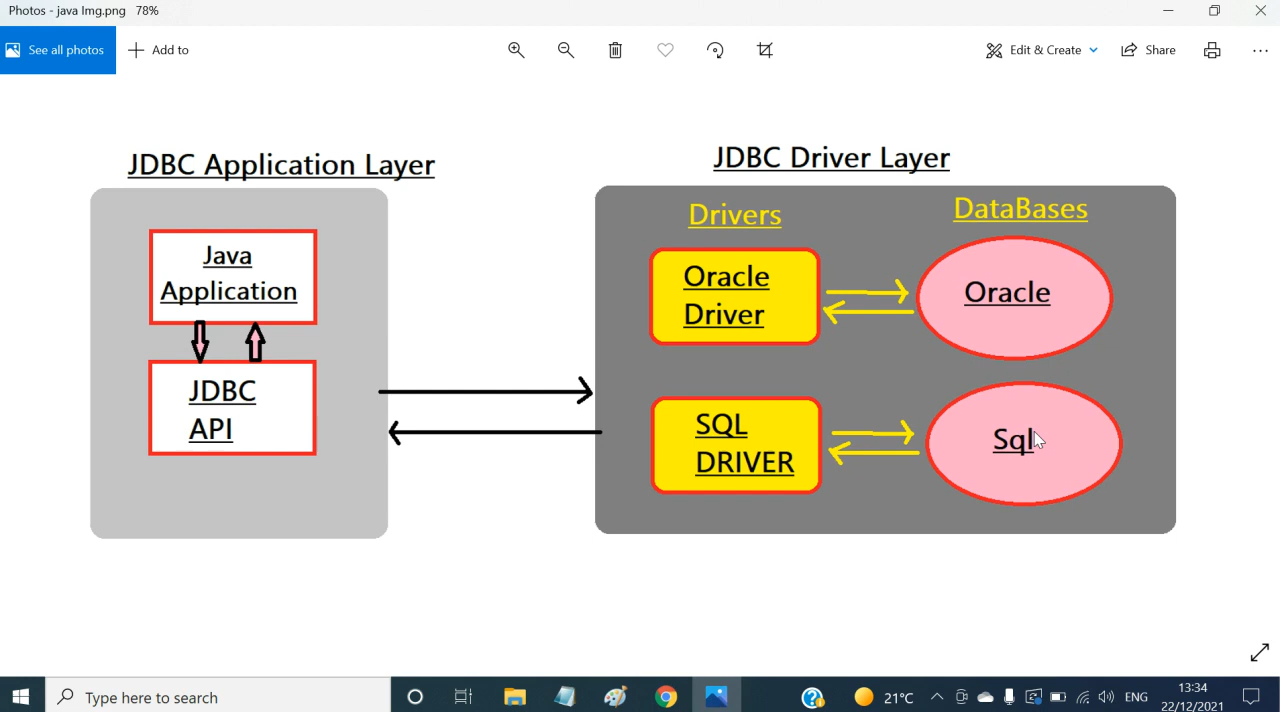 Photos - java Img.png 78%
See all photos
Add to
Edit & Create
Share
JDBC Application Layer
JDBC Driver Layer
Java
Application
JDBC
API
Drivers
DataBases
Oracle
Driver
Oracle
SQL
DRIVER
Sql
Type here to search
21°C
ENG
13:34
22/12/2021